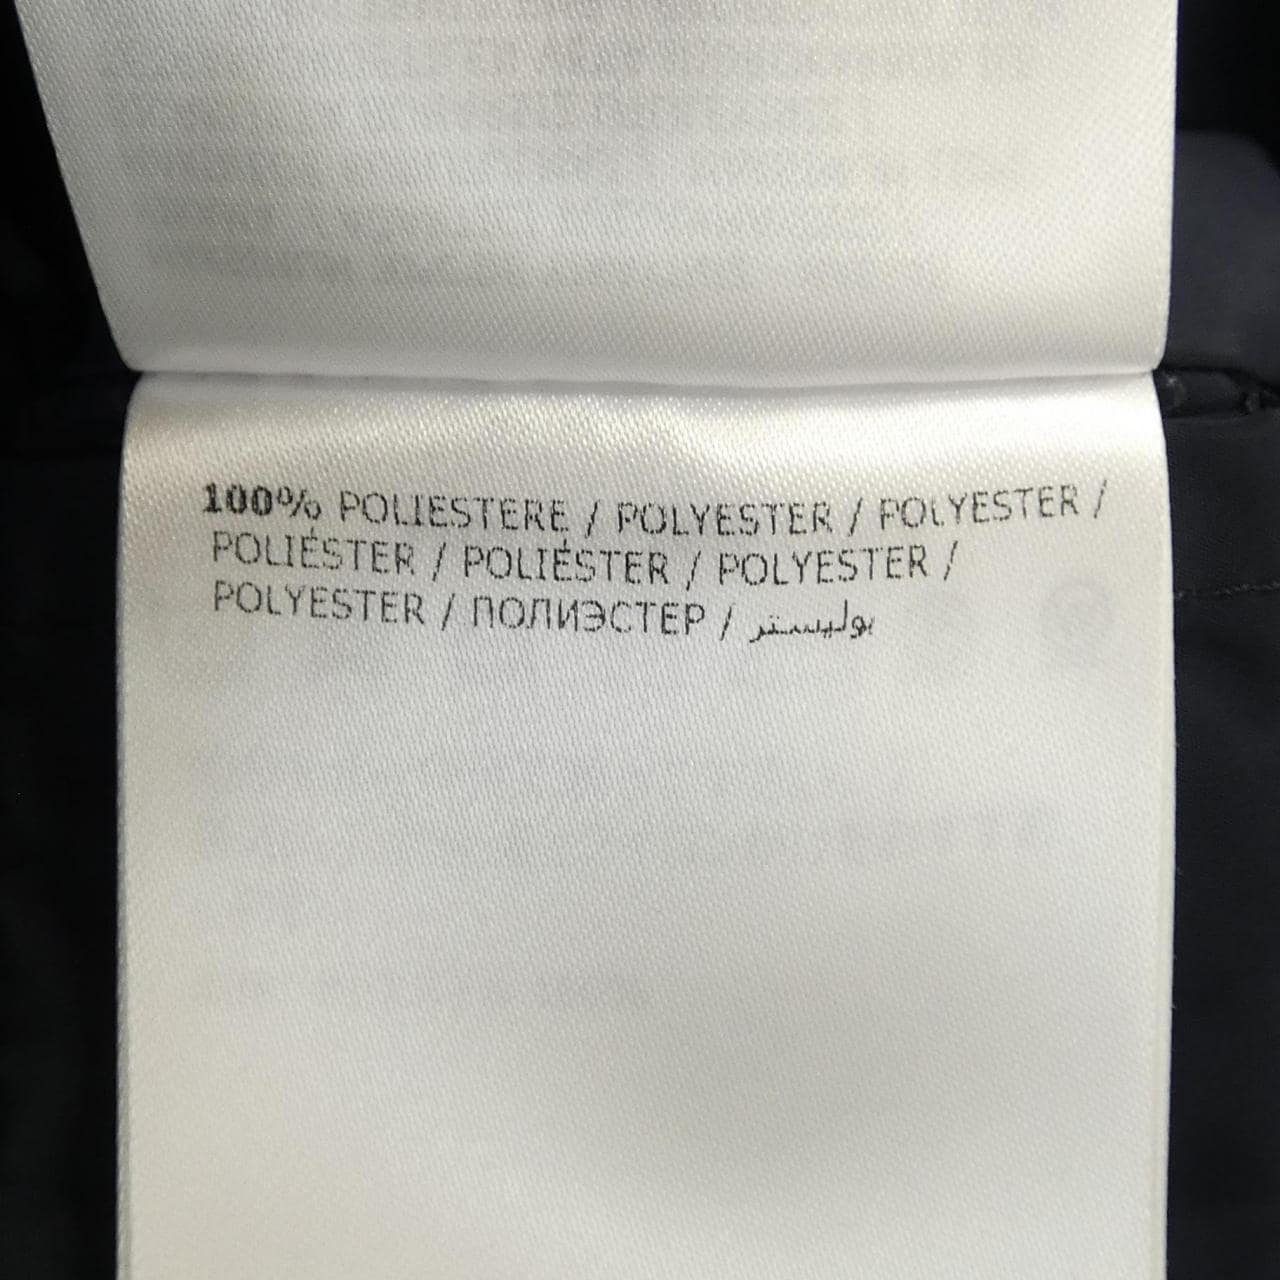 100% POLIESTERE / POLYESTER / POLYESTER /
POLIÉSTER / POLIÉSTER / POLYESTER /
POLYESTER / ПОЛИЭСТЕР / بوليستر